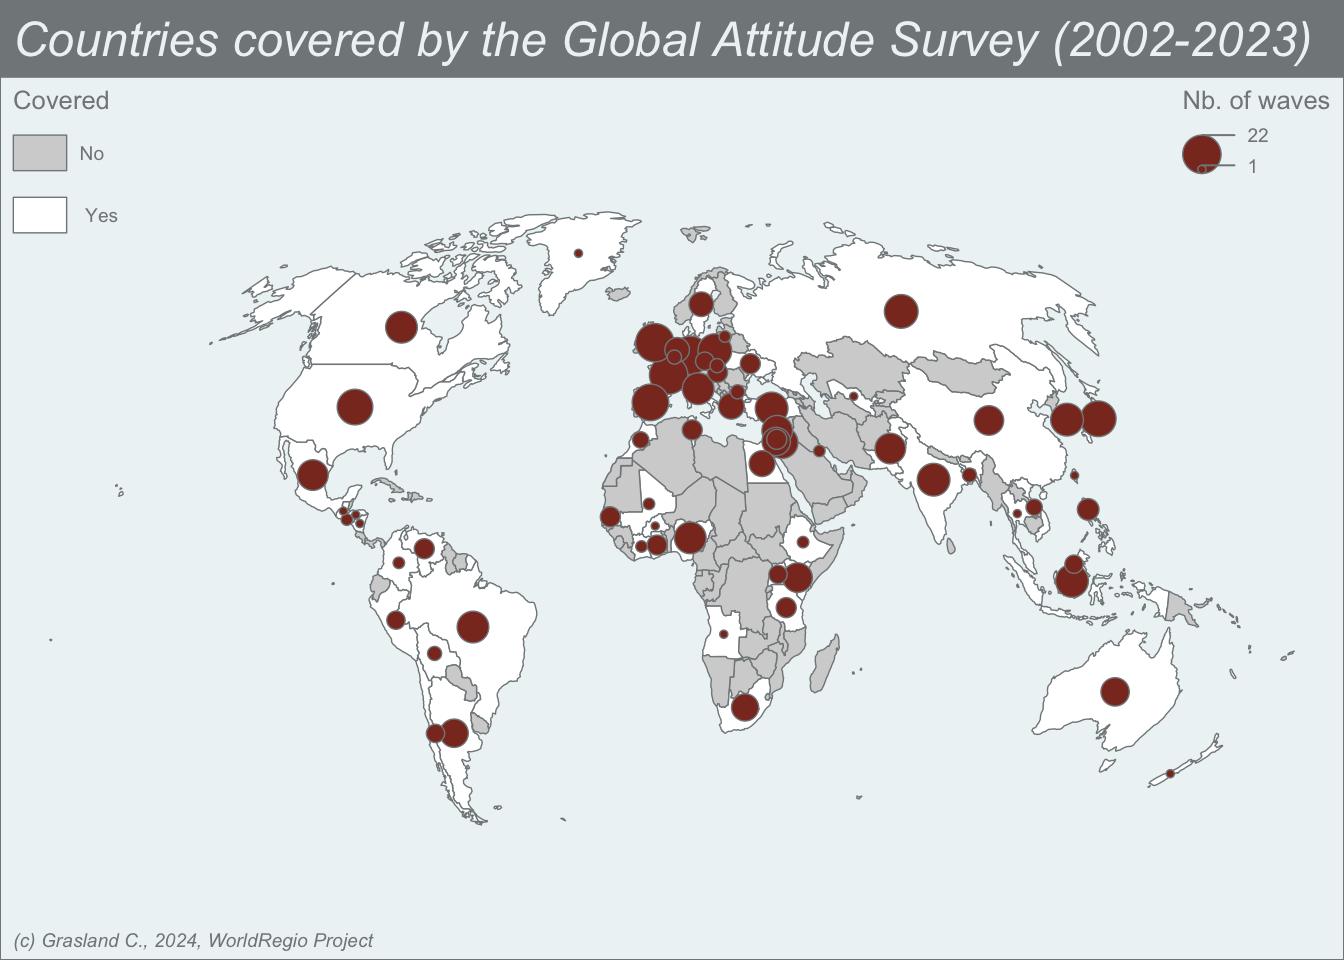 Countries covered by the Global Attitude Survey (2002-2023)
Covered
No
Yes
Nb. of waves
22
1
(c) Grasland C., 2024, WorldRegio Project